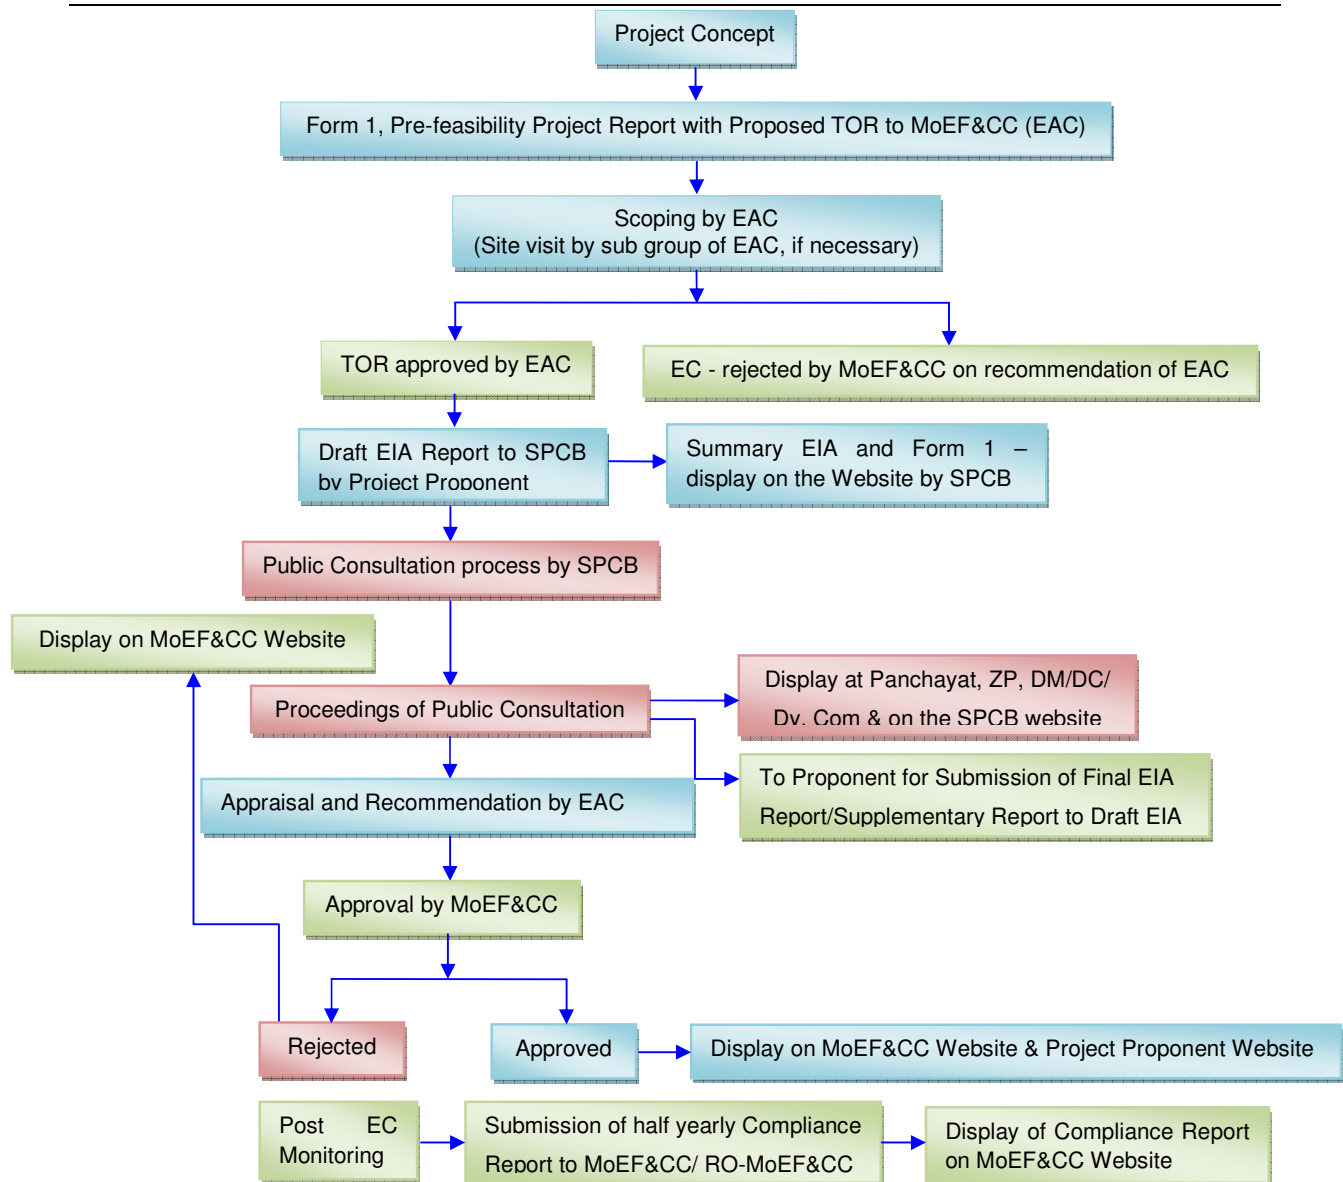 Project Concept
Form 1, Pre-feasibility Project Report with Proposed TOR to MoEF&CC (EAC)
Scoping by EAC
(Site visit by sub group of EAC, if necessary)
TOR approved by EAC
EC - rejected by MoEF&CC on recommendation of EAC
Draft EIA Report to SPCB
by Project Proponent
Summary EIA and Form 1 –
display on the Website by SPCB
Public Consultation process by SPCB
Display on MoEF&CC Website
Proceedings of Public Consultation
Display at Panchayat, ZP, DM/DC/
Dy. Com & on the SPCB website
To Proponent for Submission of Final EIA
Report/Supplementary Report to Draft EIA
Appraisal and Recommendation by EAC
Approval by MoEF&CC
Rejected
Approved
Display on MoEF&CC Website & Project Proponent Website
Post EC
Monitoring
Submission of half yearly Compliance
Report to MoEF&CC/ RO-MoEF&CC
Display of Compliance Report
on MoEF&CC Website